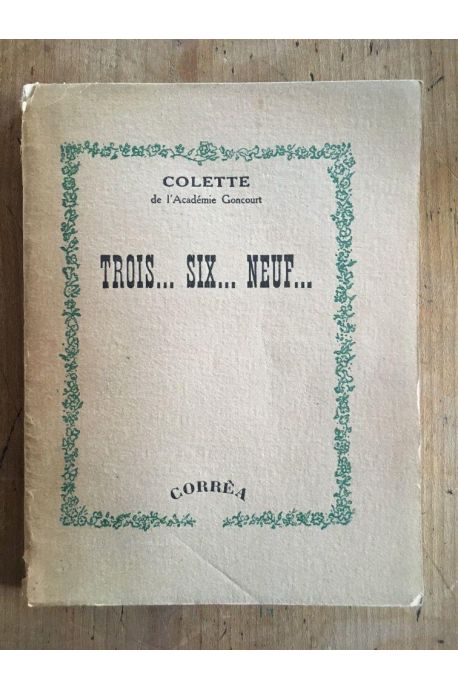 COLETTE
de l'Académie Goncourt
TROIS... SIX... NEUF...
CORRÊA